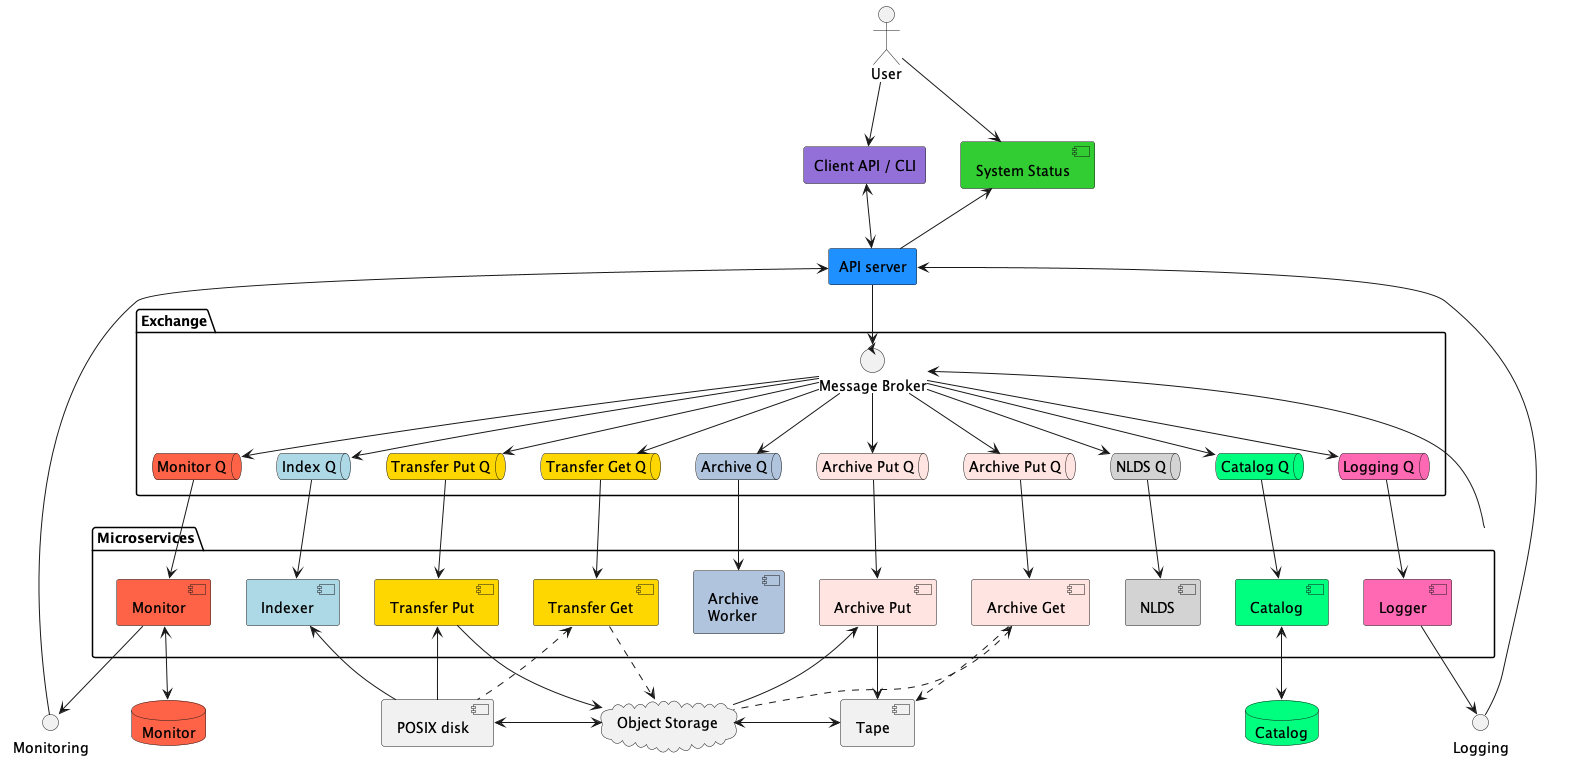 User
Client API / CLI
System Status
API server
Exchange
Message Broker
Monitor Q
Index Q
Transfer Put Q
Transfer Get Q
Archive Q
Archive Put Q
Archive Put Q
NLDS Q
Catalog Q
Logging Q
Microservices
Monitor
Indexer
Transfer Put
Transfer Get
Archive
Worker
Archive Put
Archive Get
NLDS
Catalog
Logger
Monitoring
Monitor
POSIX disk
Object Storage
Tape
Catalog
Logging